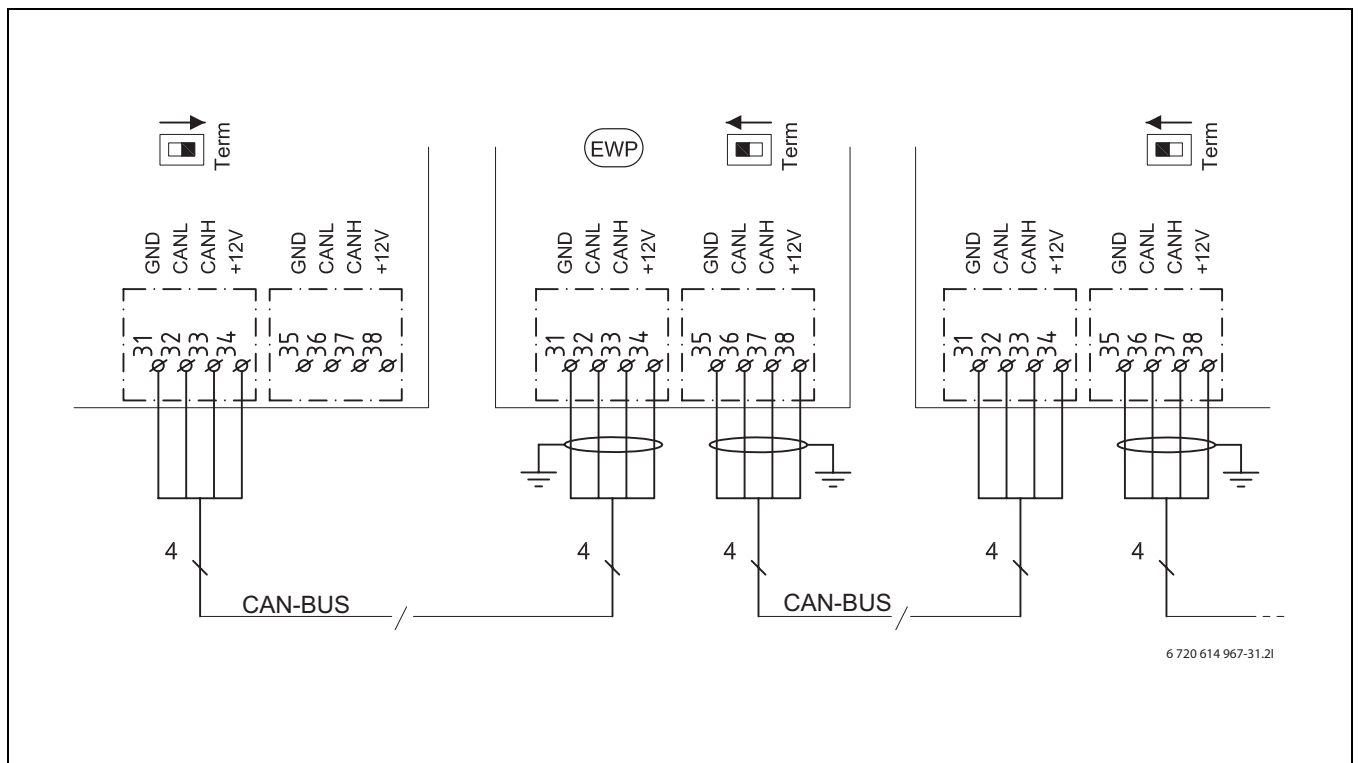 Term
EWP
Term
Term
GND CANL CANH +12V
GND CANL CANH +12V
GND CANL CANH +12V
GND CANL CANH +12V
GND CANL CANH +12V
GND CANL CANH +12V
31 32 33 34
35 36 37 38
31 32 33 34
35 36 37 38
31 32 33 34
35 36 37 38
4
4
4
4
4
CAN-BUS
CAN-BUS
6 720 614 967-31.2I